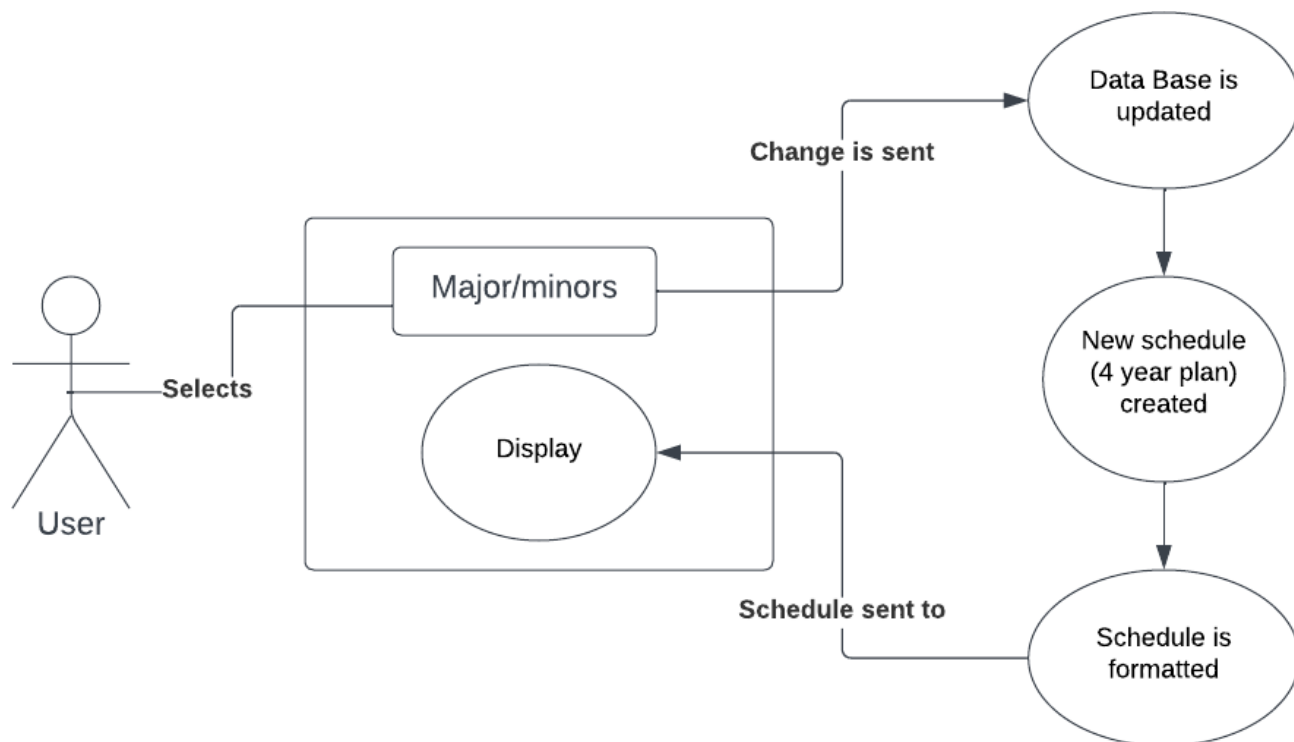 Data Base is
updated
Change is sent
Major/minors
Selects
User
Display
New schedule
(4 year plan)
created
Schedule sent to
Schedule is
formatted